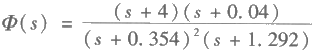 Φ(s) = (s + 4)(s + 0.04) / (s + 0.354)²(s + 1.292)